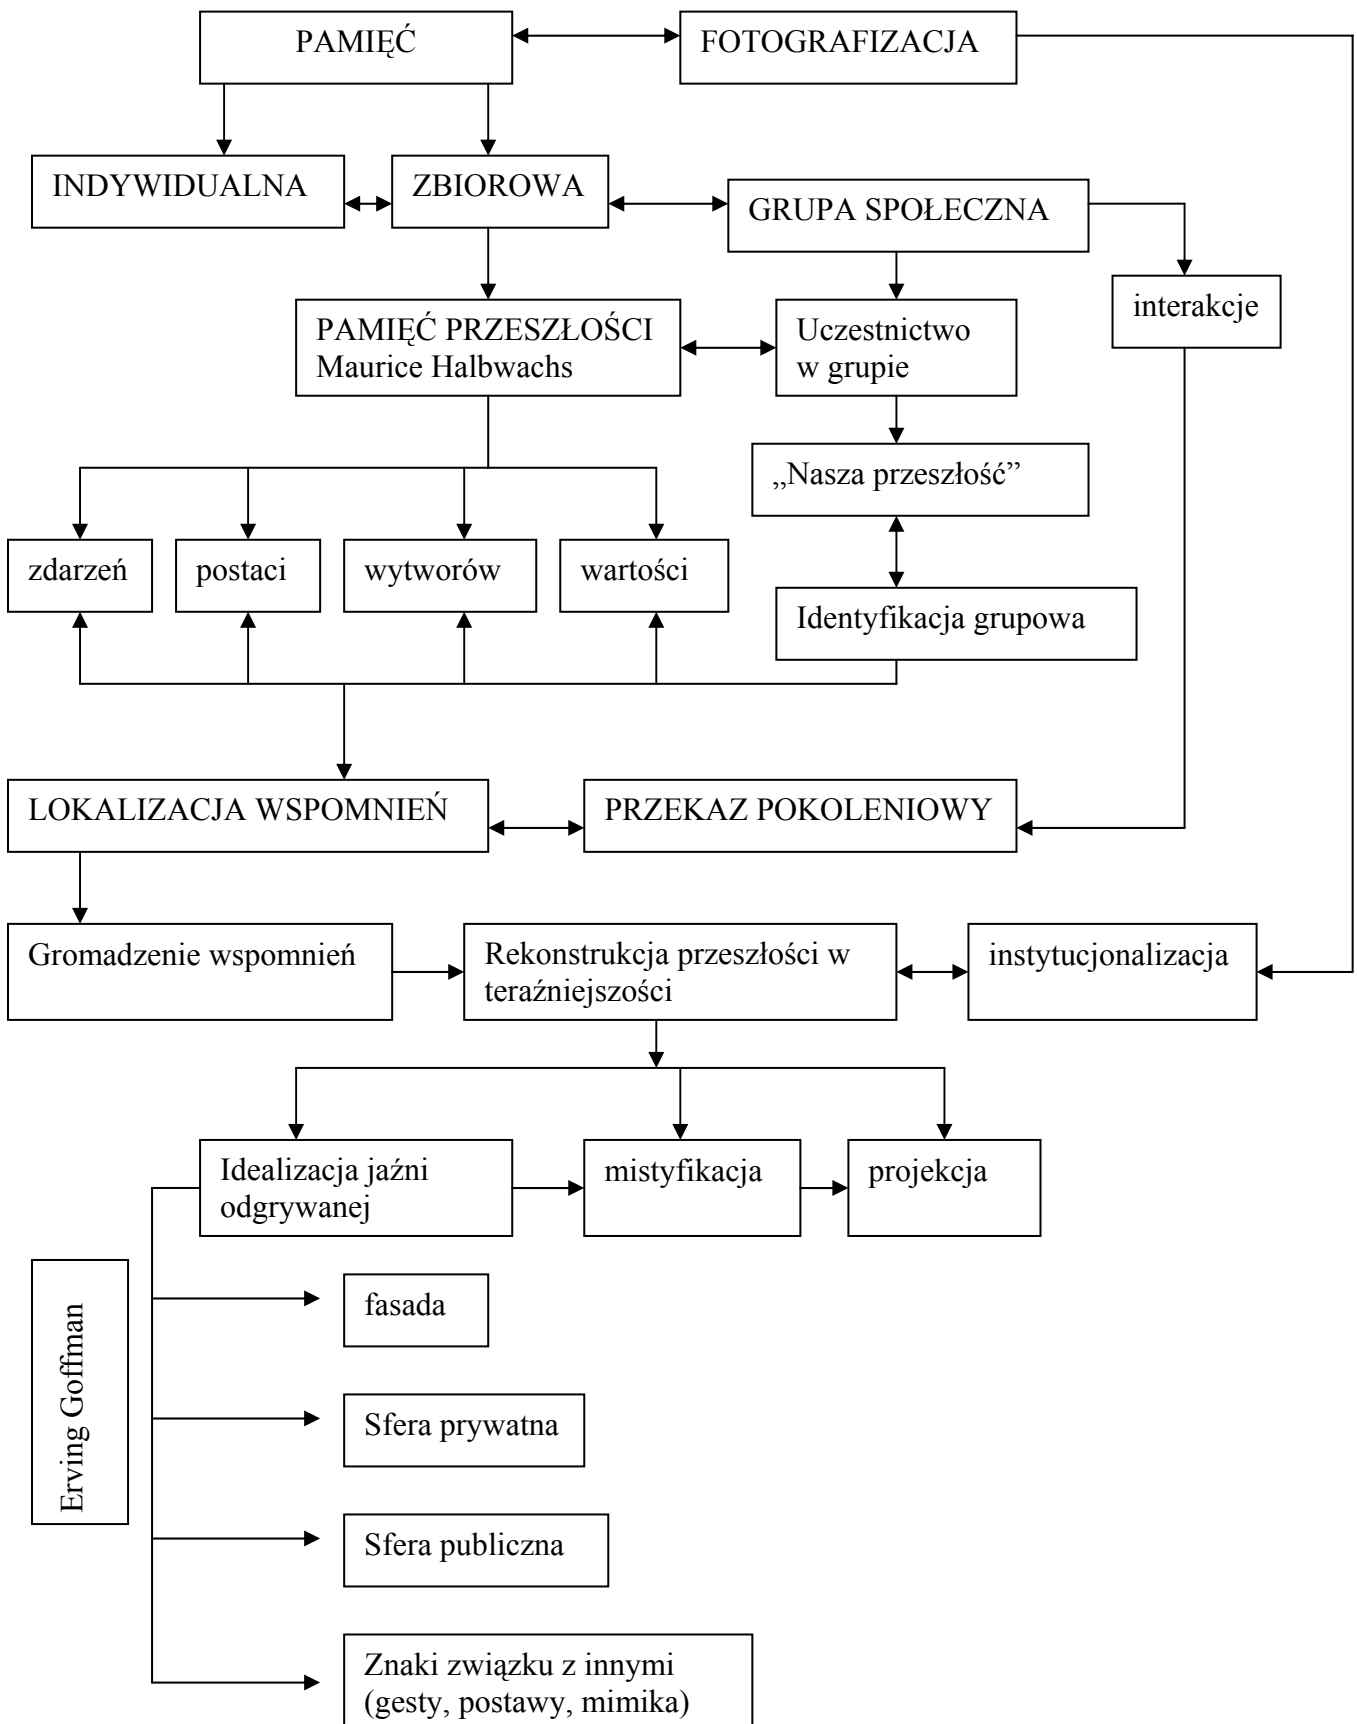 PAMIĘĆ
FOTOGRAFIZACJA
INDYWIDUALNA
ZBIOROWA
GRUPA SPOŁECZNA
interakcje
PAMIĘĆ PRZESZŁOŚCI
Maurice Halbwachs
Uczestnictwo
w grupie
„Nasza przeszłość”
zdarzeń
postaci
wytworów
wartości
Identyfikacja grupowa
LOKALIZACJA WSPOMNIEŃ
PRZEKAZ POKOLENIOWY
Gromadzenie wspomnień
Rekonstrukcja przeszłości w
teraźniejszości
instytucjonalizacja
Idealizacja jaźni
odgrywanej
mistyfikacja
projekcja
Erving Goffman
fasada
Sfera prywatna
Sfera publiczna
Znaki związku z innymi
(gesty, postawy, mimika)